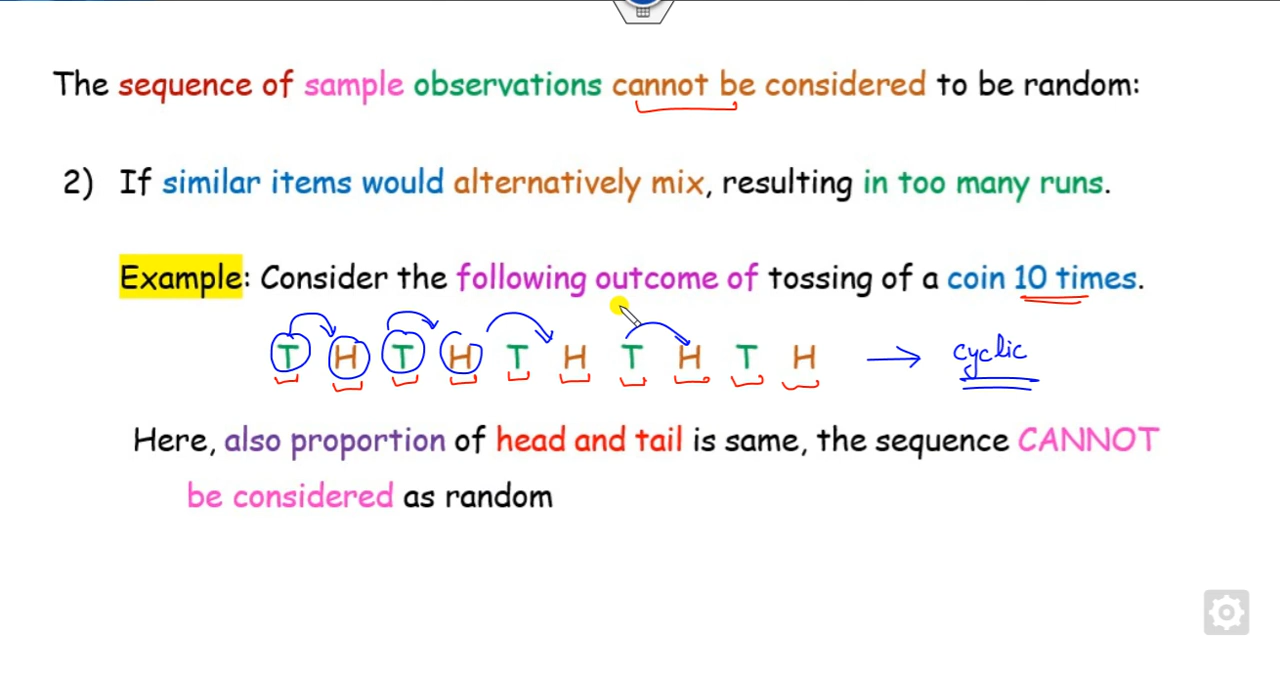 The sequence of sample observations cannot be considered to be random:
2) If similar items would alternatively mix, resulting in too many runs.
Example: Consider the following outcome of tossing of a coin 10 times.
T H T H T H T H T H → cyclic
Here, also proportion of head and tail is same, the sequence CANNOT
be considered as random